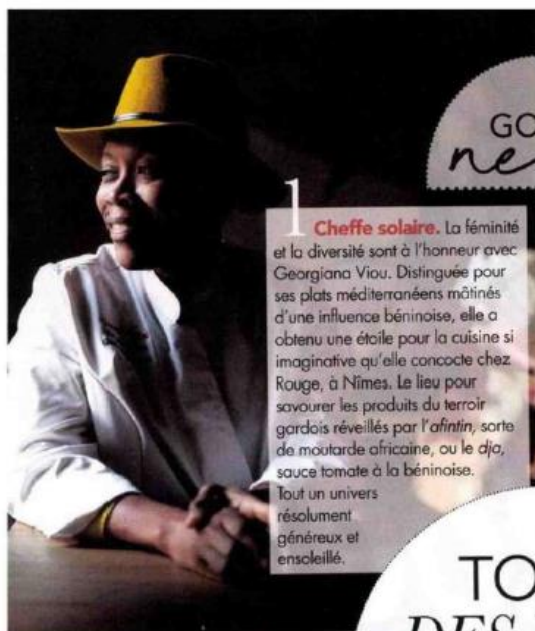 GO
ne
1 Cheffe solaire. La féminité
et la diversité sont à l'honneur avec
Georgiana Viou. Distinguée pour
ses plats méditerranéens mâtinés
d'une influence béninoise, elle a
obtenu une étoile pour la cuisine si
imaginative qu'elle concocte chez
Rouge, à Nîmes. Le lieu pour
savourer les produits du terroir
gardois réveillés par l'afintin, sorte
de moutarde africaine, ou le dja,
sauce tomate à la béninoise.
Tout un univers
résolument
généreux et
ensoleillé.
TO
DES